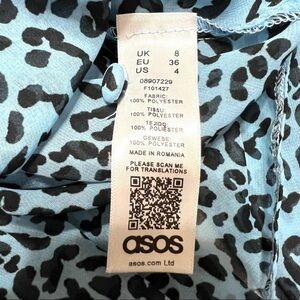 UK 8
EU 36
US 4
08907229
F101427
FABRIC
100% POLYESTER
TISSU
100% POLYESTER
TEJIDO
100% POLYESTER
GEWEBE
100% POLYESTER
MADE IN ROMANIA
PLEASE SCAN ME
FOR TRANSLATIONS
asos
asos.com Ltd